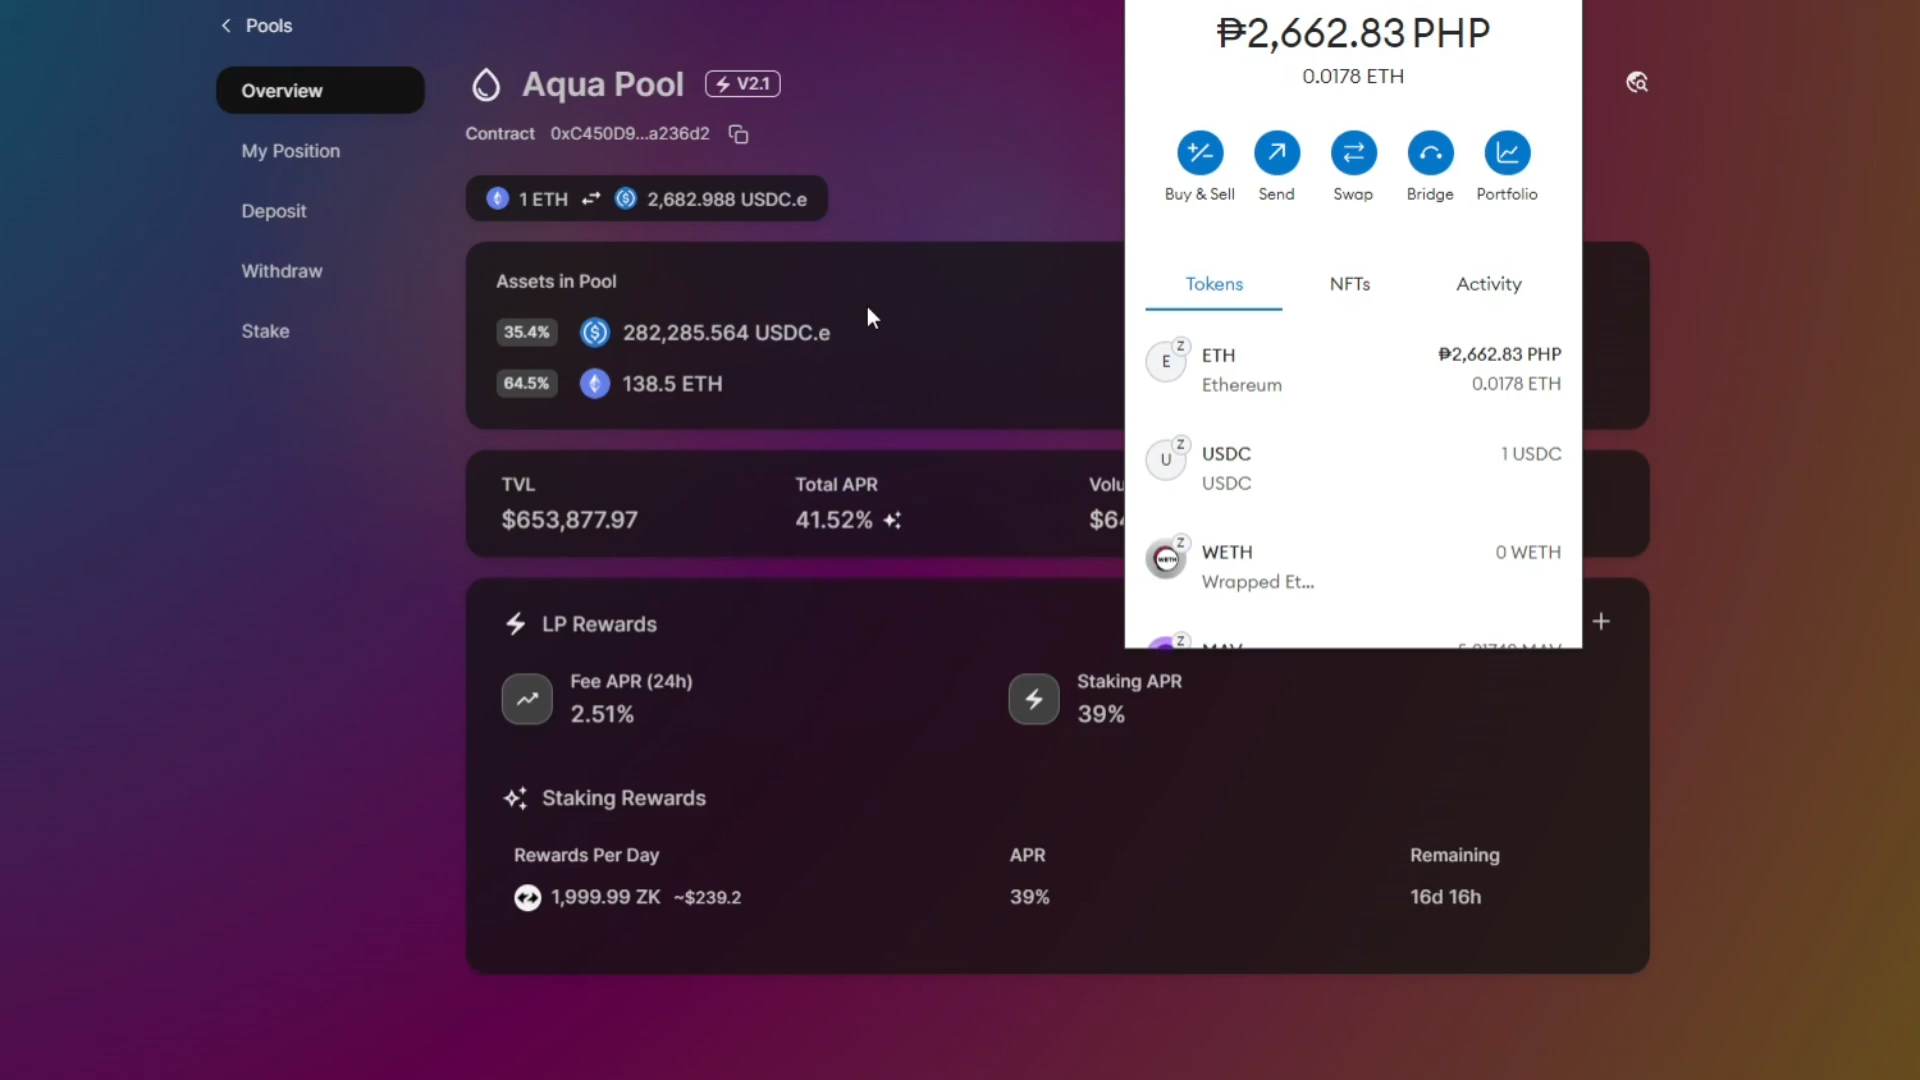 Pools
Overview
My Position
Deposit
Withdraw
Stake
Aqua Pool
V2.1
Contract 0xC450D9...a236d2
1 ETH
2,682.988 USDC.e
Assets in Pool
35.4% 282,285.564 USDC.e
64.5% 138.5 ETH
TVL
$653,877.97
Total APR
41.52%
LP Rewards
Fee APR (24h)
2.51%
Staking APR
39%
Staking Rewards
Rewards Per Day APR Remaining
1,999.99 ZK ~$239.2 39% 16d 16h
₱2,662.83 PHP
0.0178 ETH
Buy & Sell
Send
Swap
Bridge
Portfolio
Tokens NFTs Activity
E
Z
ETH ₱2,662.83 PHP
Ethereum 0.0178 ETH
U
Z
USDC 1 USDC
USDC
WETH
Z
WETH 0 WETH
Wrapped Et...
Z